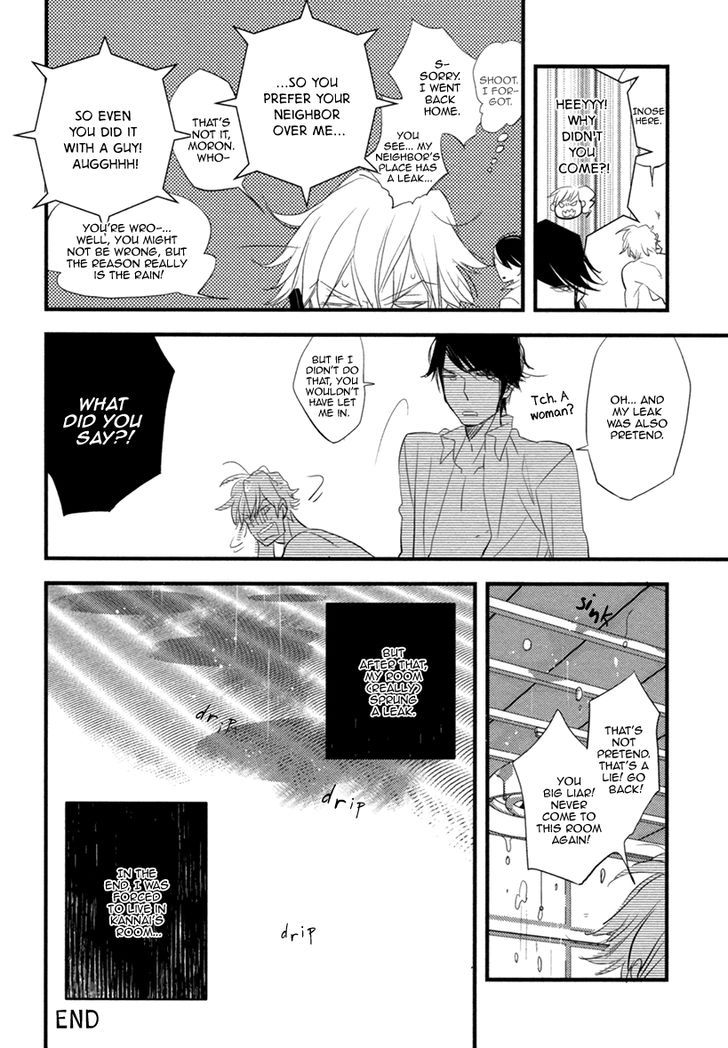 INOSE
HERE.
HEEYYY!
WHY
DIDN'T
YOU
COME?!
SHOOT.
I FOR-
GOT.
S-
SORRY.
I WENT
BACK
HOME.
YOU
SEE... MY
NEIGHBOR'S
PLACE HAS
A LEAK...
...SO YOU
PREFER YOUR
NEIGHBOR
OVER ME...
THAT'S
NOT IT,
MORON.
WHO-
SO EVEN
YOU DID IT
WITH A GUY!
AUGGHHH!
YOU'RE WRO-...
WELL, YOU MIGHT
NOT BE WRONG, BUT
THE REASON REALLY
IS THE RAIN!
OH... AND
MY LEAK
WAS ALSO
PRETEND.
Tch. A
woman?
BUT IF I
DIDN'T DO
THAT, YOU
WOULDN'T
HAVE LET
ME IN.
WHAT
DID YOU
SAY?!
sink
THAT'S
NOT
PRETEND.
THAT'S A
LIE! GO
BACK!
YOU
BIG LIAR!
NEVER
COME TO
THIS ROOM
AGAIN!
BUT
AFTER THAT,
MY ROOM
(REALLY)
SPRUNG
A LEAK.
drip
drip
IN THE
END, I WAS
FORCED
TO LIVE IN
KANNAI'S
ROOM...
drip
END